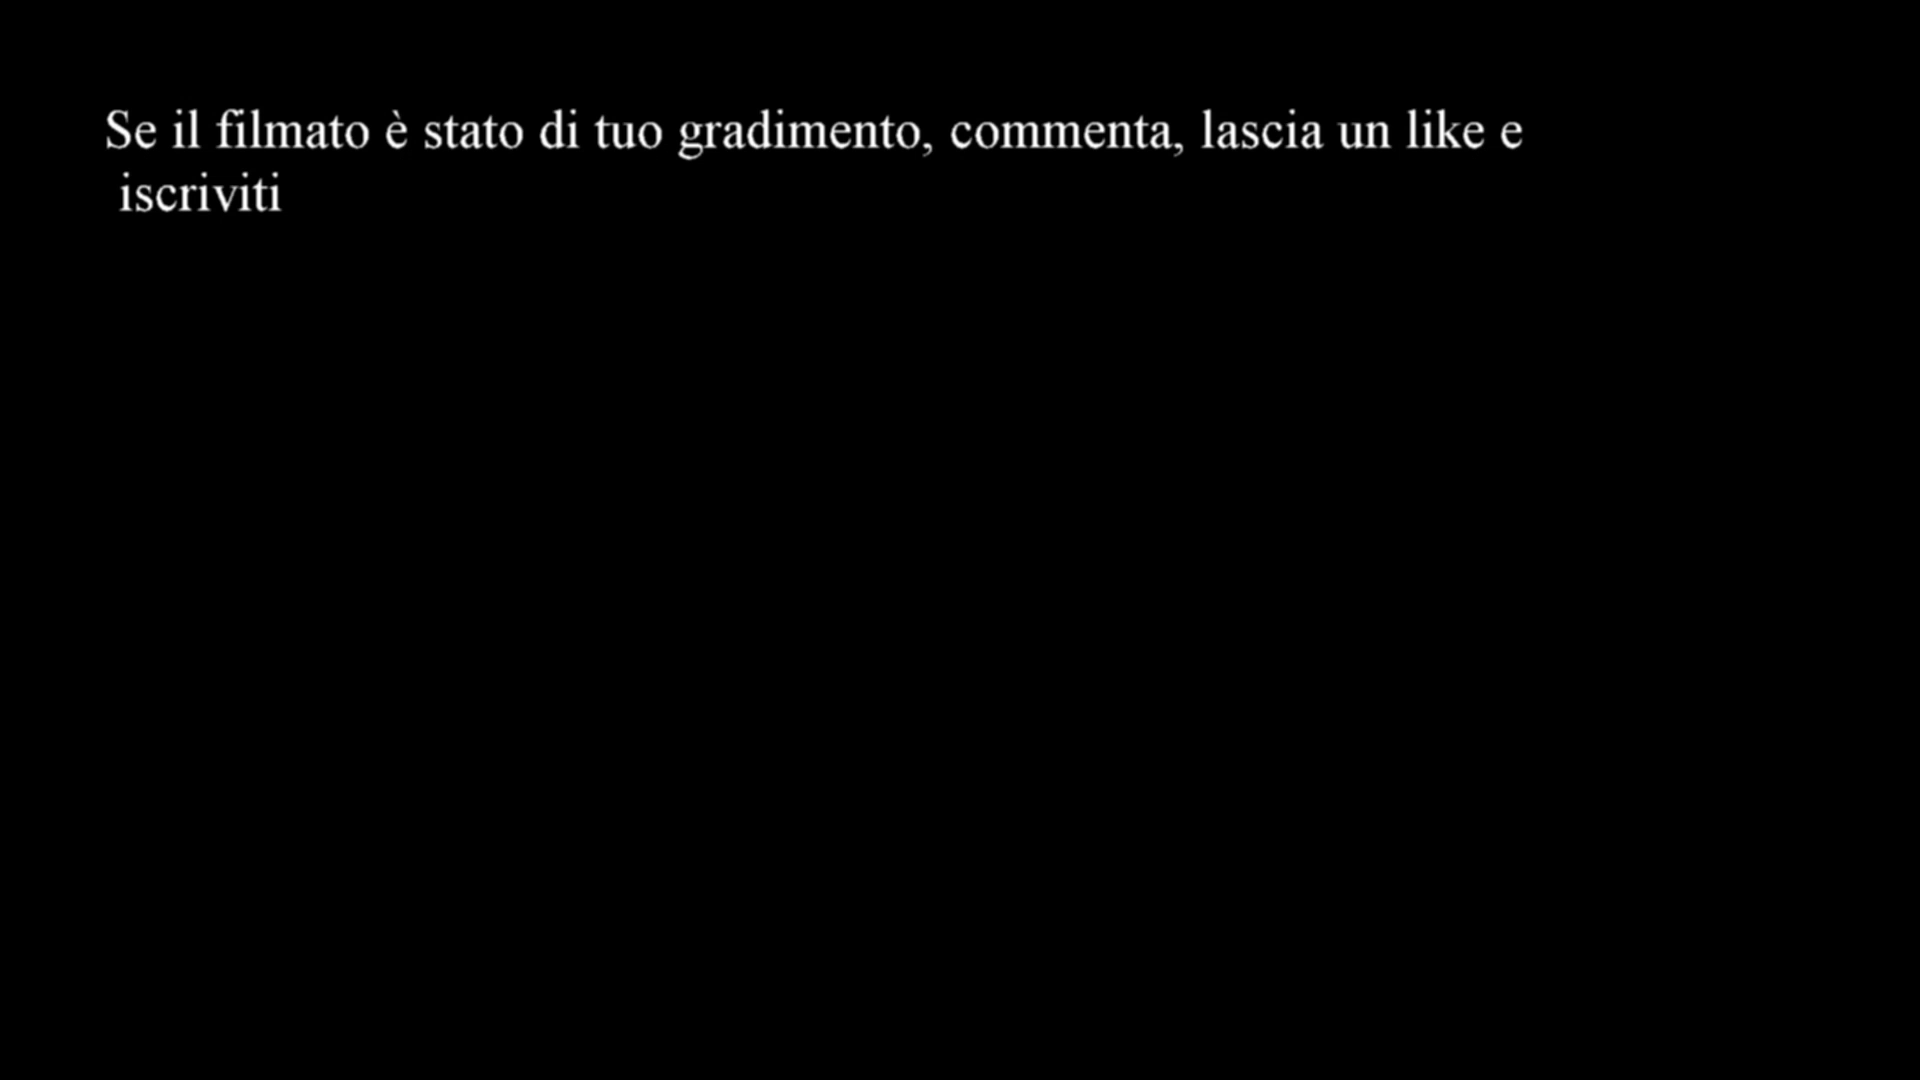 Se il filmato è stato di tuo gradimento, commenta, lascia un like e
iscriviti